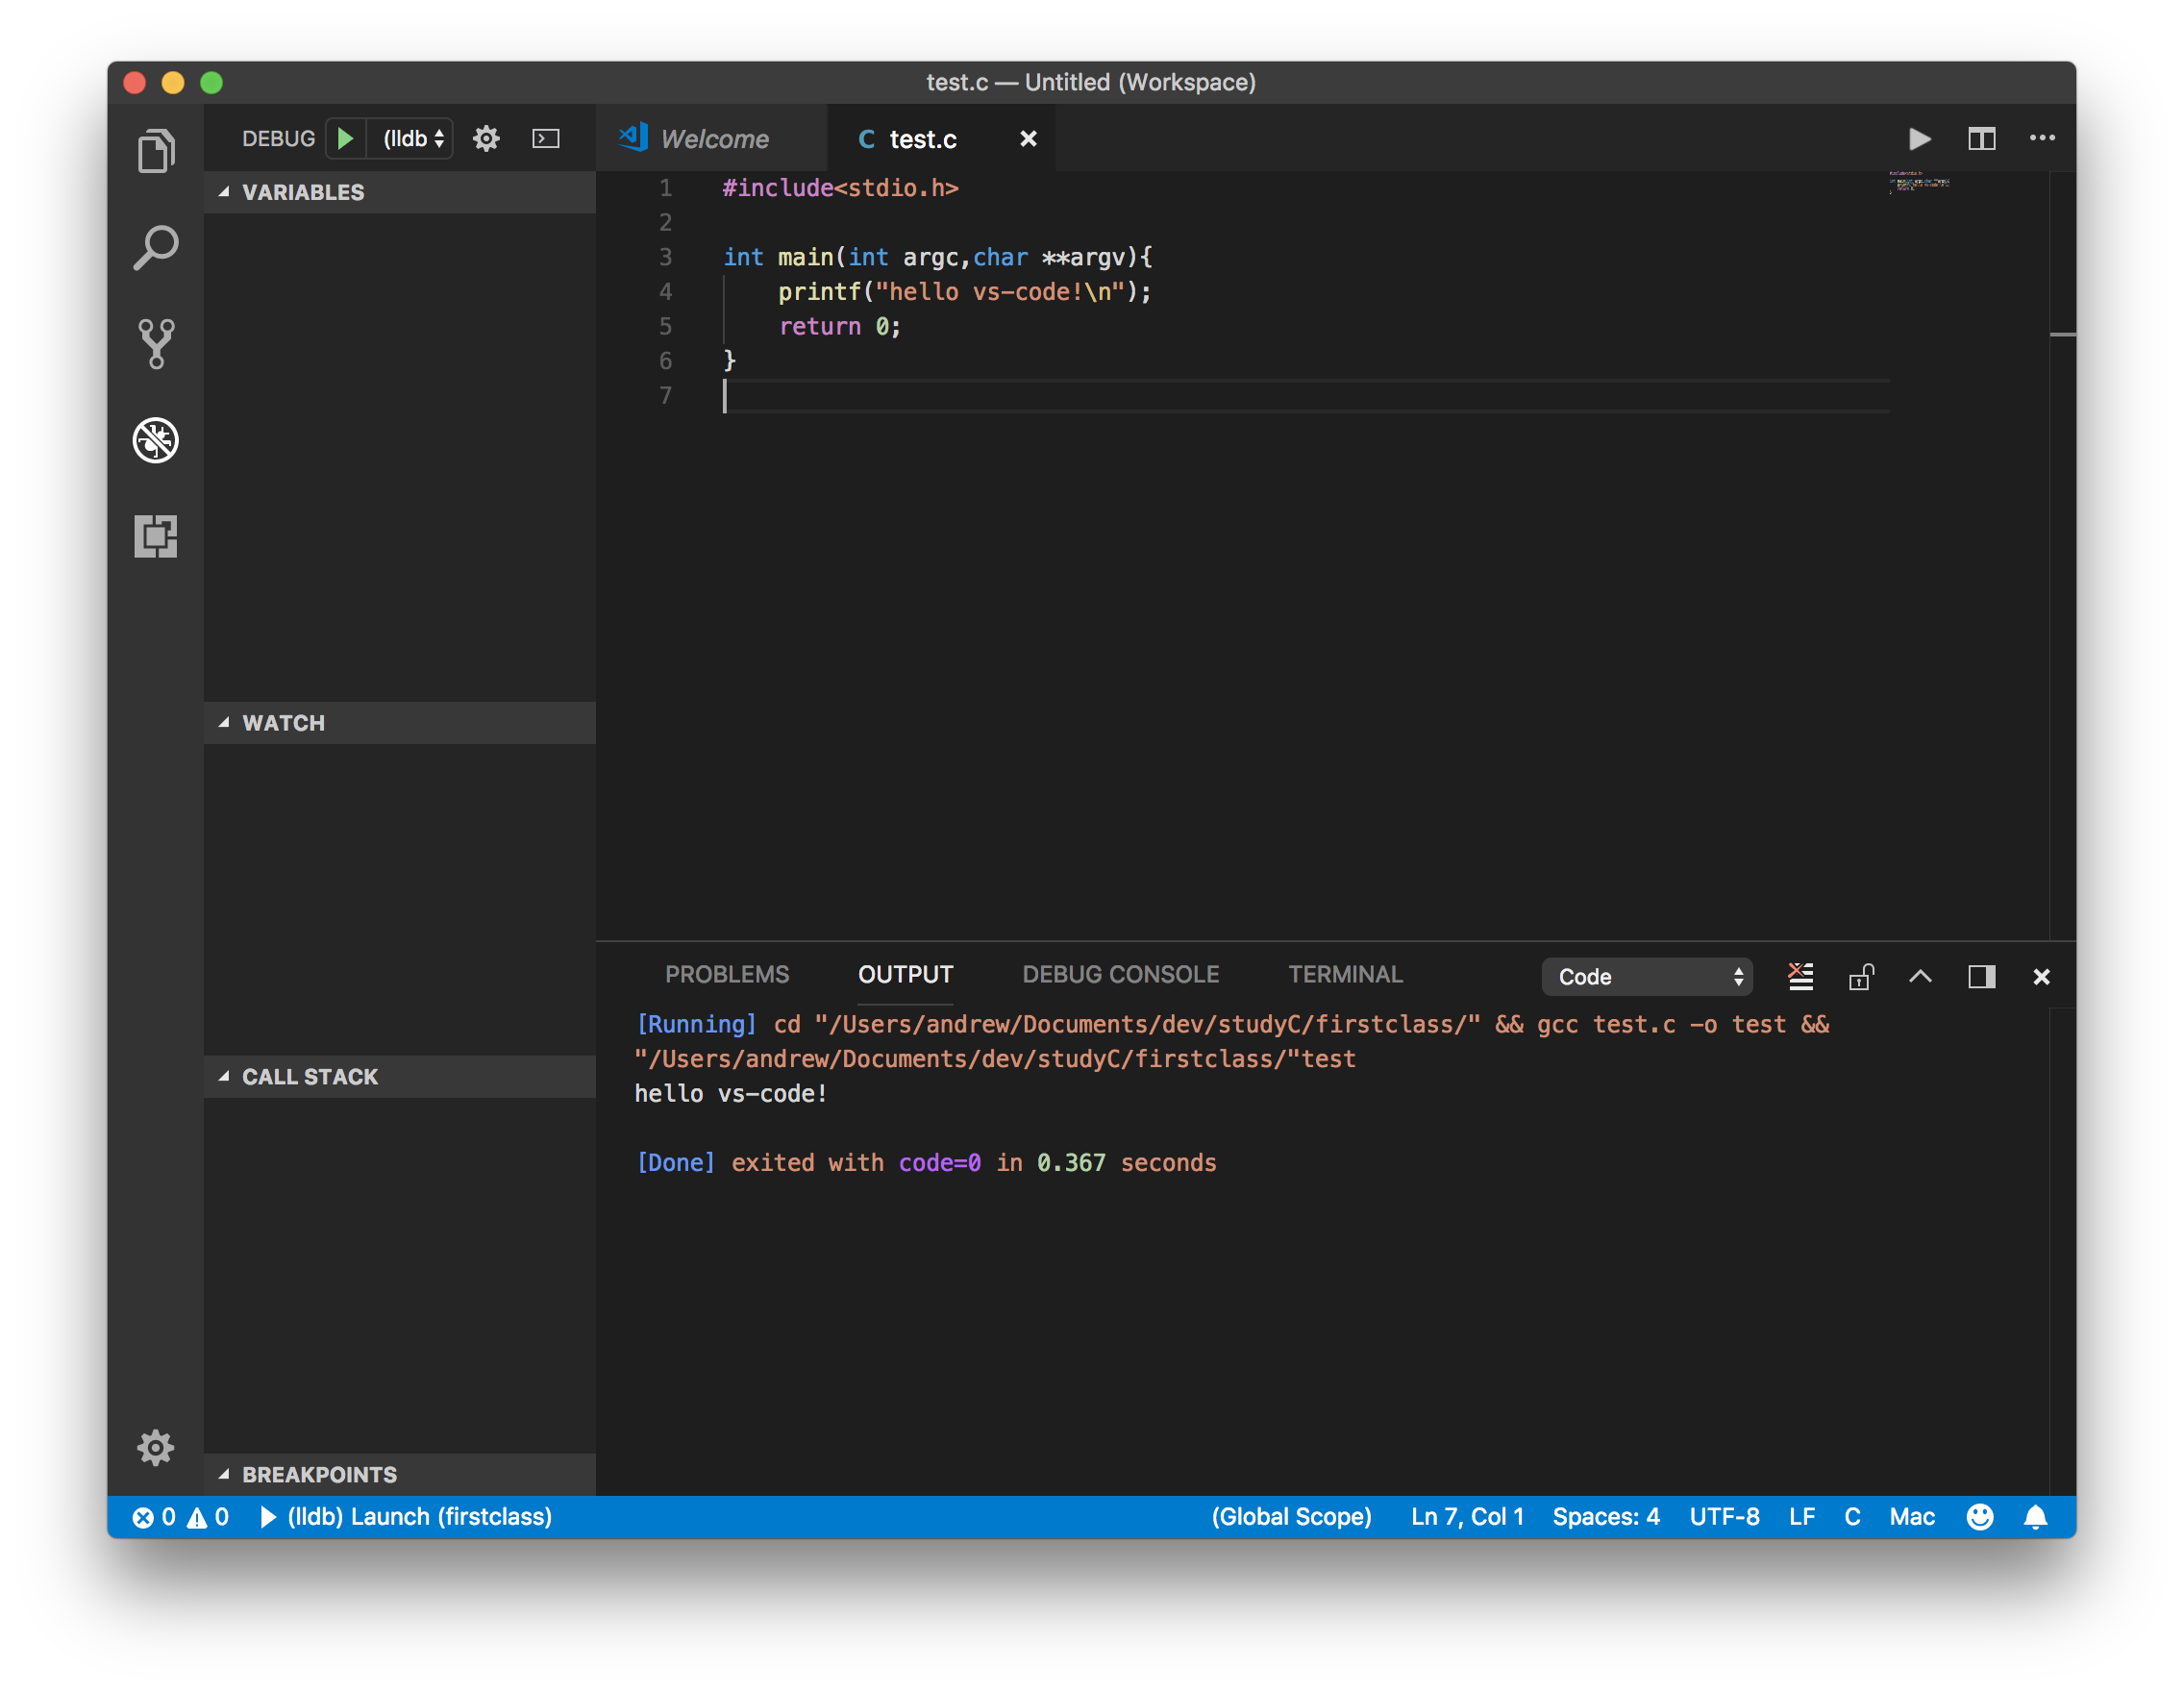 test.c — Untitled (Workspace)
DEBUG (lldb
Welcome
C test.c
VARIABLES
WATCH
CALL STACK
BREAKPOINTS
1 #include<stdio.h>
2
3 int main(int argc,char **argv){
4 printf("hello vs-code!\n");
5 return 0;
6 }
7
PROBLEMS OUTPUT DEBUG CONSOLE TERMINAL Code
[Running] cd "/Users/andrew/Documents/dev/studyC/firstclass/" && gcc test.c -o test &&
"/Users/andrew/Documents/dev/studyC/firstclass/"test
hello vs-code!
[Done] exited with code=0 in 0.367 seconds
0 0 (lldb) Launch (firstclass) (Global Scope) Ln 7, Col 1 Spaces: 4 UTF-8 LF C Mac